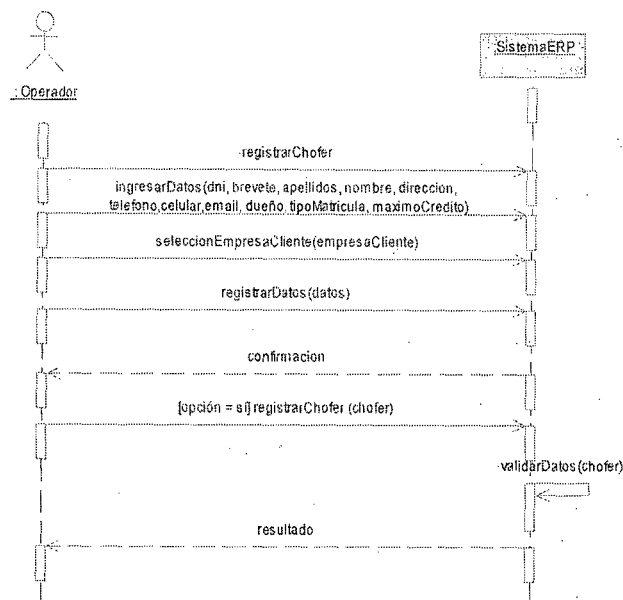 SistemaERP
: Operador
registrarChofer
ingresarDatos(dni, brevete, apellidos, nombre, direccion,
telefono,celular,email, dueño, tipoMatricula, maximoCredito)
seleccionEmpresaCliente(empresaCliente)
registrarDatos(datos)
confirmacion
[opción = si] registrarChofer (chofer)
validarDatos(chofer)
resultado